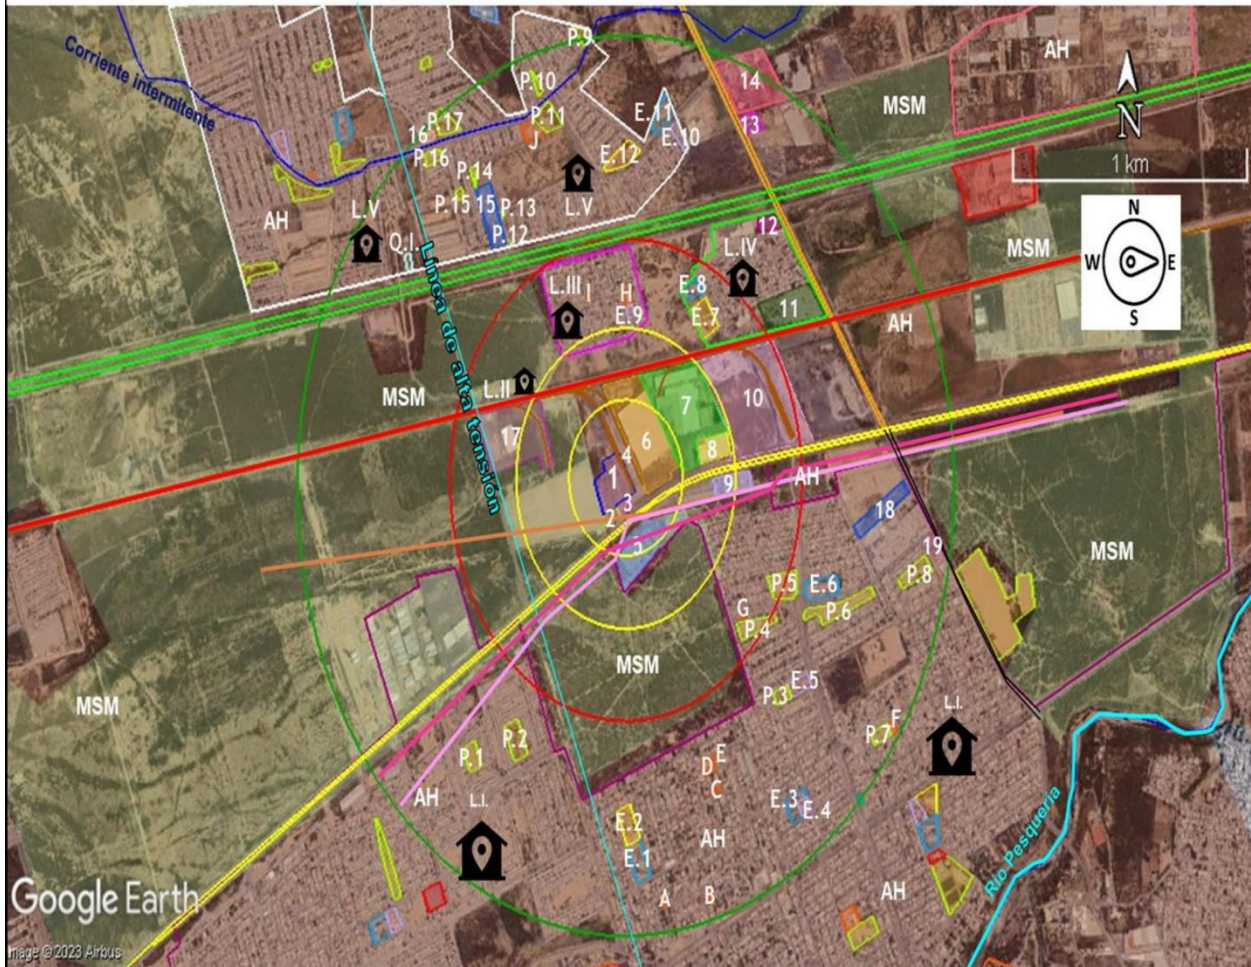 Corriente intermitente
P.9
AH
P.10
14
MSM
N
E.11
P.11
16
P.17
J
E.10
13
1 km
P.16
E.12
P.14
N
AH
L.V
P.15
15
P.13
L.V
12
P.12
Q.I.
L.IV
MSM
W
E
Línea de alta tensión
L.III
I
H
E.8
S
E.9
E.7
11
AH
MSM
L.II
7
10
17
6
8
4
1
AH
9
3
2
18
5
19
MSM
P.5
E.6
P.8
G
P.6
P.4
MSM
MSM
E.5
P.3
L.I.
F
P.7
P.1
P.2
E
D
C
AH
L.I.
E.3
E.4
E.2
AH
Río Pesquería
E.1
Google Earth
A
B
AH
Image © 2023 Airbus